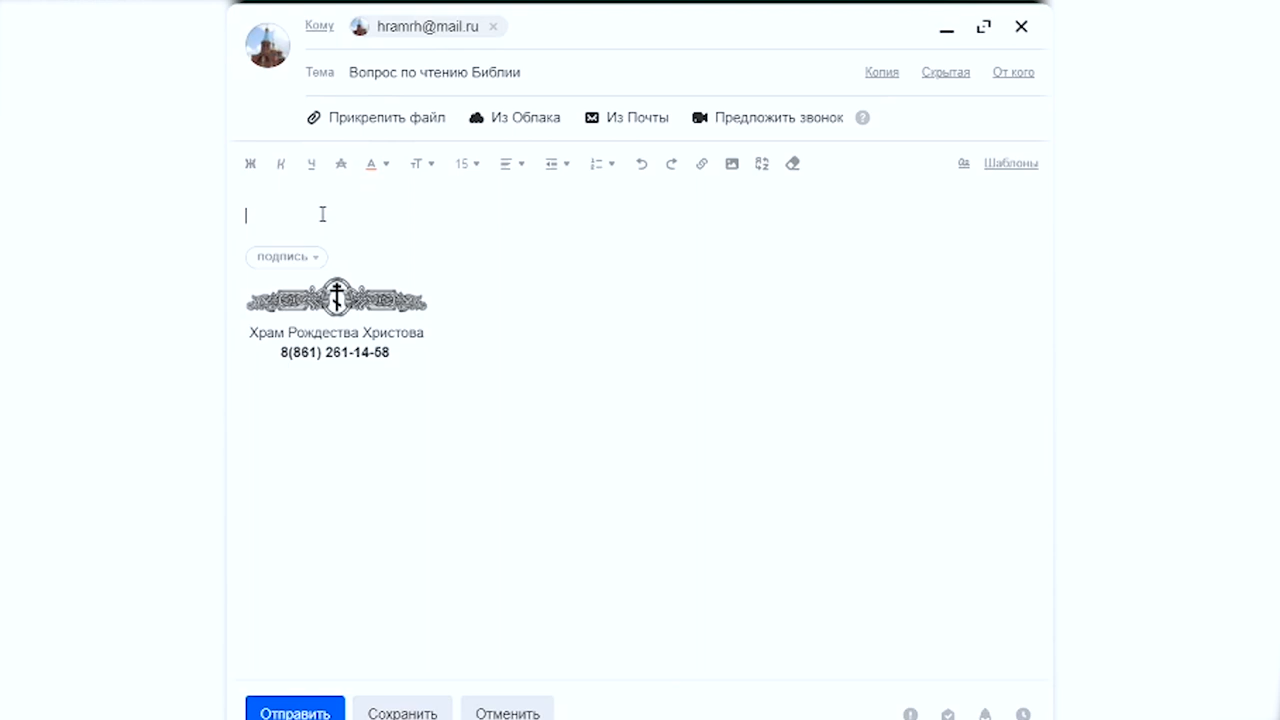 Кому hramrh@mail.ru
Тема Вопрос по чтению Библии Копия Скрытая От кого
Прикрепить файл Из Облака Из Почты Предложить звонок ?
Ж К Ч А А тТ 15 Шаблоны
подпись
Храм Рождества Христова
8(861) 261-14-58
Отправить Сохранить Отменить